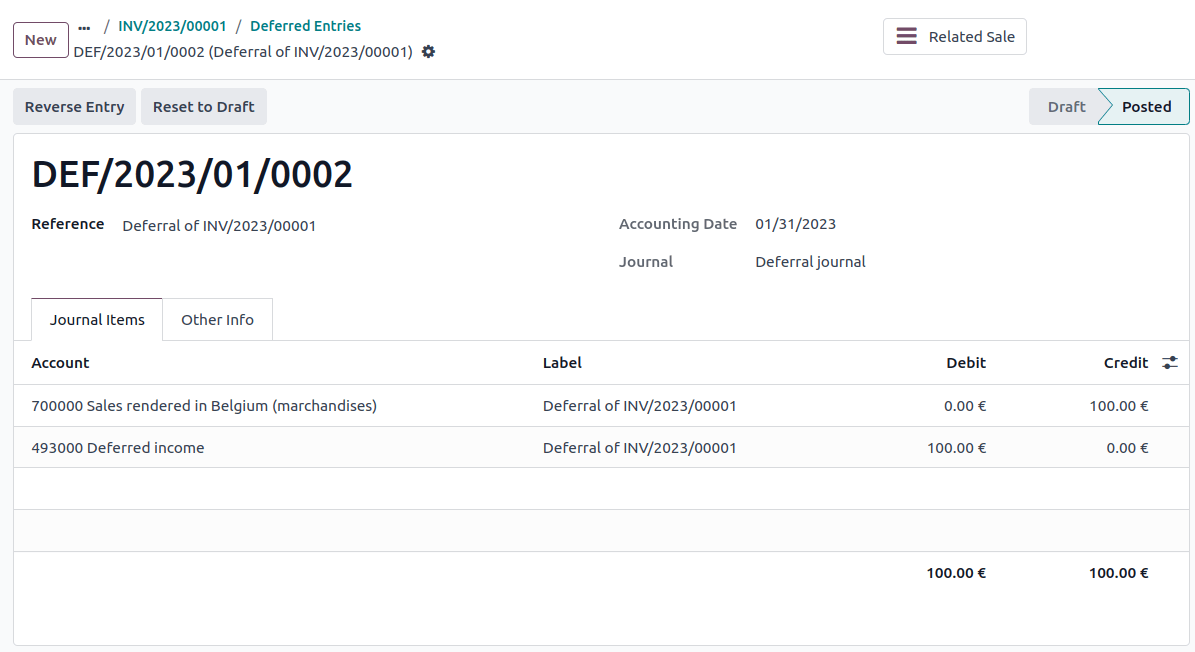 New
... / INV/2023/00001 / Deferred Entries
DEF/2023/01/0002 (Deferral of INV/2023/00001)
Related Sale
Reverse Entry Reset to Draft Draft Posted
DEF/2023/01/0002
Reference Deferral of INV/2023/00001 Accounting Date 01/31/2023
Journal Deferral journal
Journal Items Other Info
Account Label Debit Credit
700000 Sales rendered in Belgium (marchandises) Deferral of INV/2023/00001 0.00 € 100.00 €
493000 Deferred income Deferral of INV/2023/00001 100.00 € 0.00 €
100.00 € 100.00 €